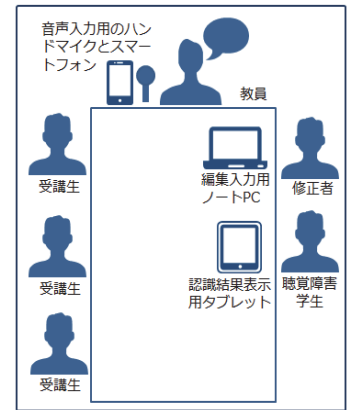 音声入力用のハン
ドマイクとスマー
トフォン
教員
受講生
編集入力用
ノートPC
修正者
受講生
認識結果表示
用タブレット
聴覚障害
学生
受講生